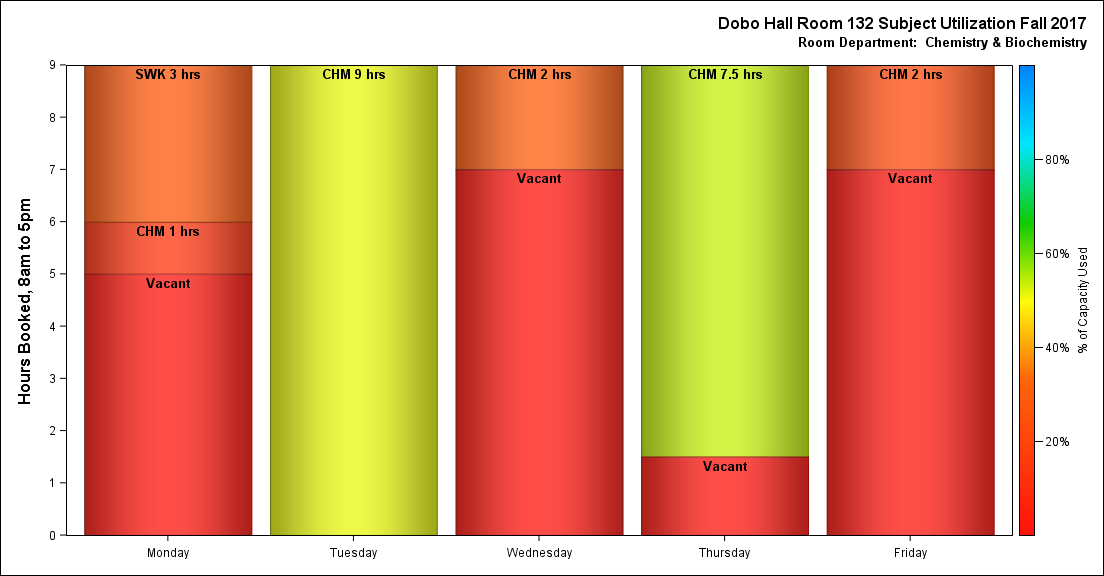 Dobo Hall Room 132 Subject Utilization Fall 2017
Room Department: Chemistry & Biochemistry
Hours Booked, 8am to 5pm
9
8
7
6
5
4
3
2
1
0
SWK 3 hrs
CHM 1 hrs
Vacant
CHM 9 hrs
CHM 2 hrs
Vacant
CHM 7.5 hrs
Vacant
CHM 2 hrs
Vacant
Monday
Tuesday
Wednesday
Thursday
Friday
80%
60%
40%
20%
% of Capacity Used